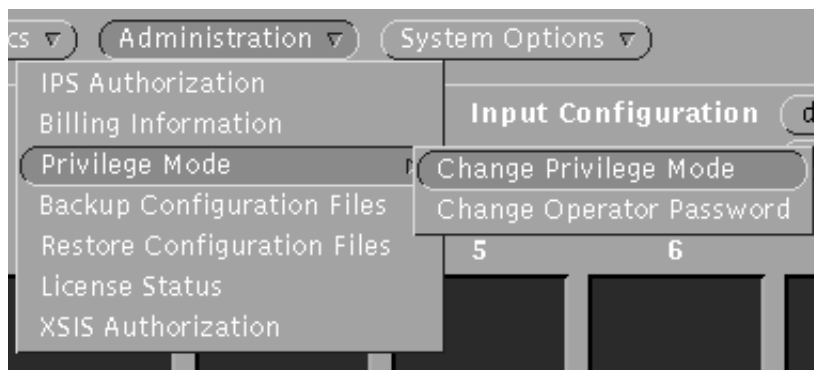 cs Administration System Options
IPS Authorization
Billing Information
Input Configuration d
Privilege Mode
Change Privilege Mode
Backup Configuration Files
Change Operator Password
Restore Configuration Files
5 6
License Status
XSIS Authorization